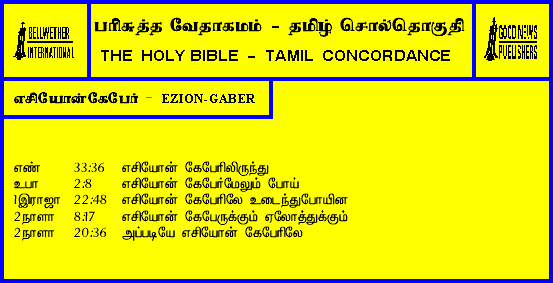 BELLWETHER
INTERNATIONAL
பரிசுத்த வேதாகமம் - தமிழ் சொல்தொகுதி
THE HOLY BIBLE - TAMIL CONCORDANCE
GOOD NEWS
PUBLISHERS
எசியோன்கேபேர் - EZION-GABER
எண் 33:36 எசியோன் கேபேரிலிருந்து
உபா 2:8 எசியோன் கேபேர்மேலும் போய்
1இராஜா 22:48 எசியோன் கேபேரிலே உடைந்துபோயின
2நாளா 8:17 எசியோன் கேபேருக்கும் ஏலோத்துக்கும்
2நாளா 20:36 அப்படியே எசியோன் கேபேரிலே